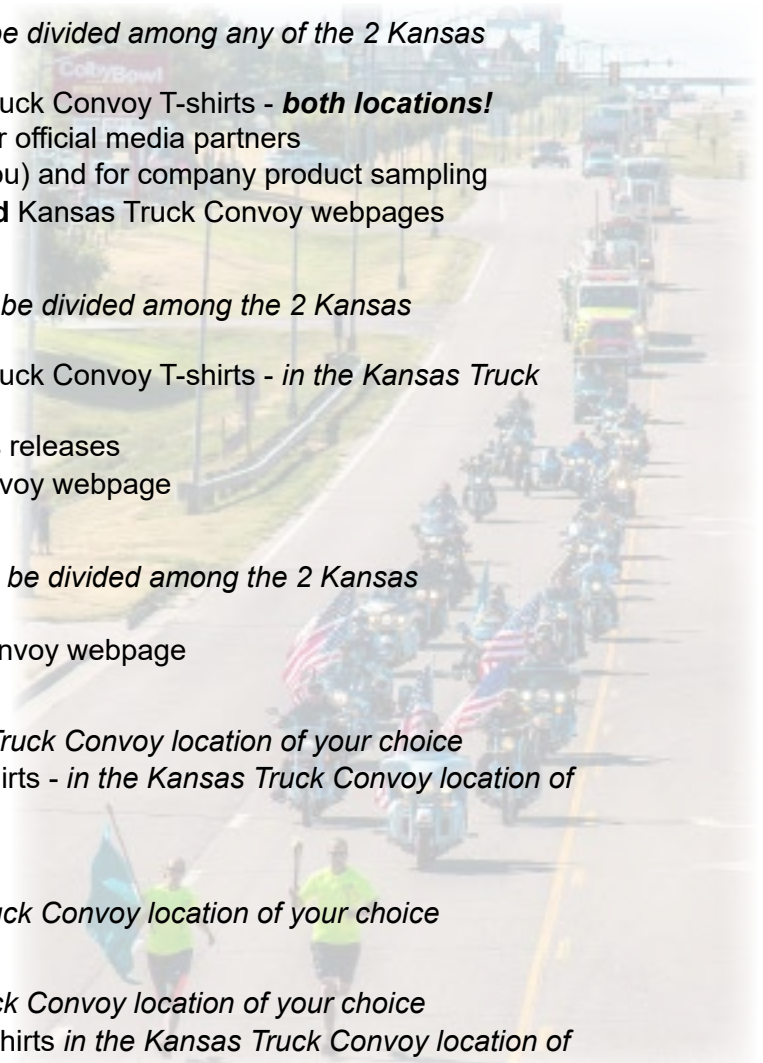 be divided among any of the 2 Kansas
ColbyBowl
uck Convoy T-shirts - both locations!
r official media partners
ou) and for company product sampling
d Kansas Truck Convoy webpages
be divided among the 2 Kansas
uck Convoy T-shirts - in the Kansas Truck
releases
voy webpage
be divided among the 2 Kansas
nvoy webpage
Truck Convoy location of your choice
irts - in the Kansas Truck Convoy location of
uck Convoy location of your choice
ck Convoy location of your choice
hirts in the Kansas Truck Convoy location of